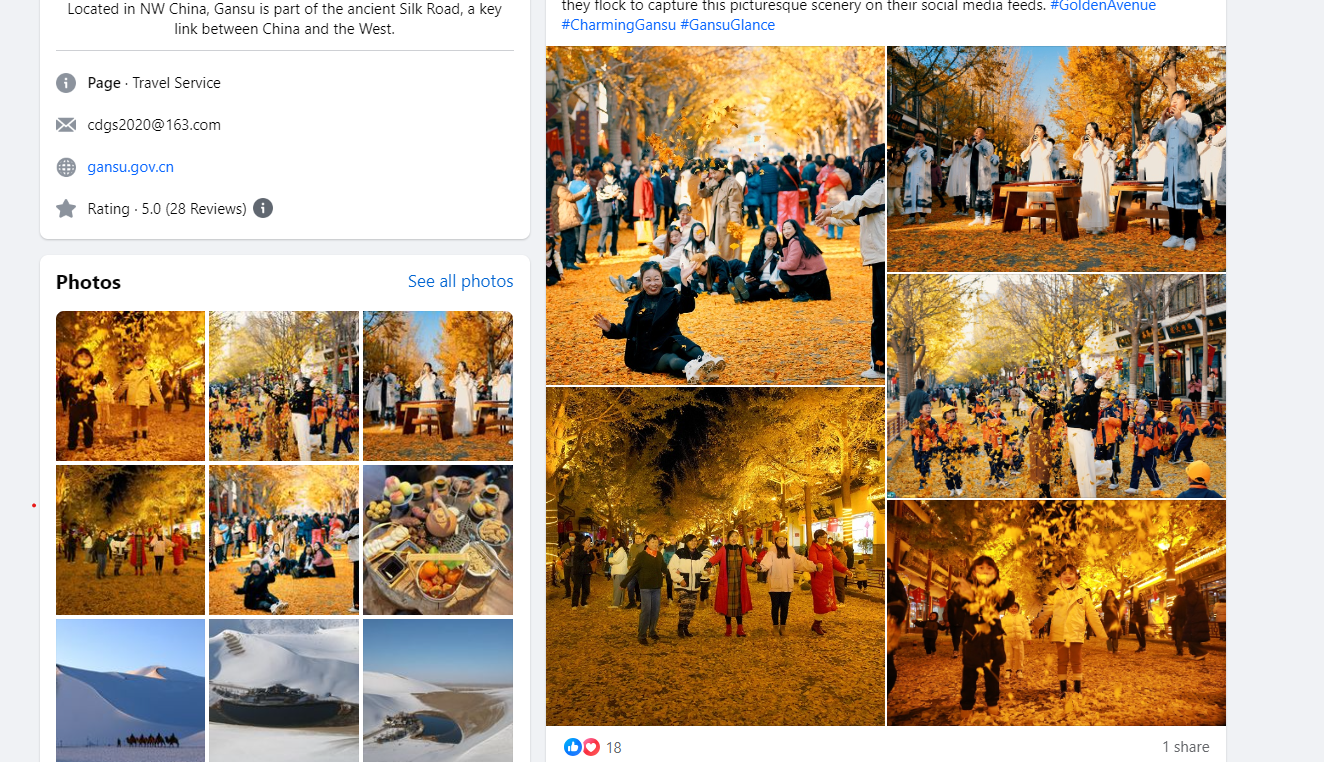 Located in NW China, Gansu is part of the ancient Silk Road, a key
link between China and the West.
Page · Travel Service
cdgs2020@163.com
gansu.gov.cn
Rating · 5.0 (28 Reviews)
Photos
See all photos
they flock to capture this picturesque scenery on their social media feeds. #GoldenAvenue
#CharmingGansu #GansuGlance
18
1 share